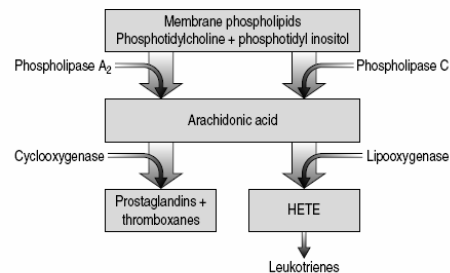 Membrane phospholipids
Phosphotidylcholine + phosphotidyl inositol
Phospholipase A2
Phospholipase C
Arachidonic acid
Cyclooxygenase
Lipooxygenase
Prostaglandins +
thromboxanes
HETE
Leukotrienes